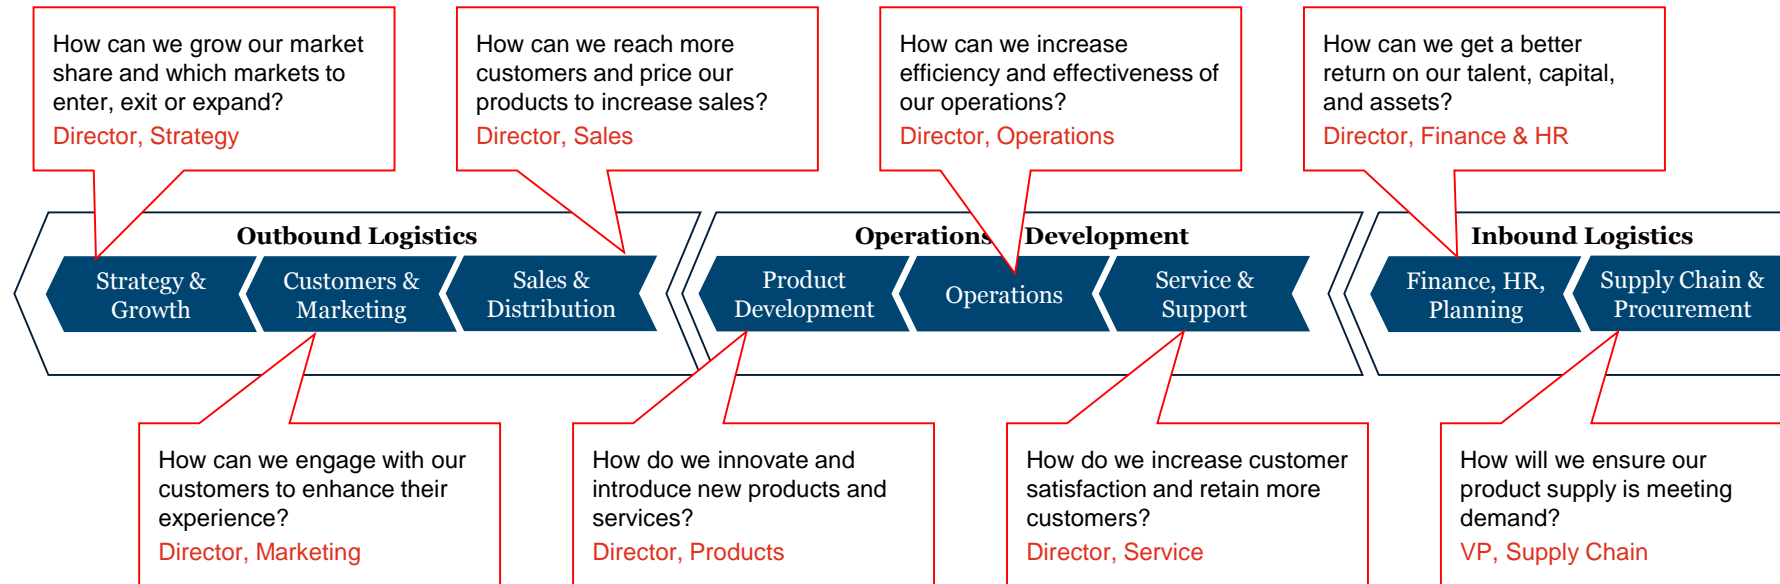 How can we grow our market
share and which markets to
enter, exit or expand?
Director, Strategy
How can we reach more
customers and price our
products to increase sales?
Director, Sales
How can we increase
efficiency and effectiveness of
our operations?
Director, Operations
How can we get a better
return on our talent, capital,
and assets?
Director, Finance & HR
Outbound Logistics
Operations Development
Inbound Logistics
Strategy &
Growth
Customers &
Marketing
Sales &
Distribution
Product
Development
Operations
Service &
Support
Finance, HR,
Planning
Supply Chain &
Procurement
How can we engage with our
customers to enhance their
experience?
Director, Marketing
How do we innovate and
introduce new products and
services?
Director, Products
How do we increase customer
satisfaction and retain more
customers?
Director, Service
How will we ensure our
product supply is meeting
demand?
VP, Supply Chain